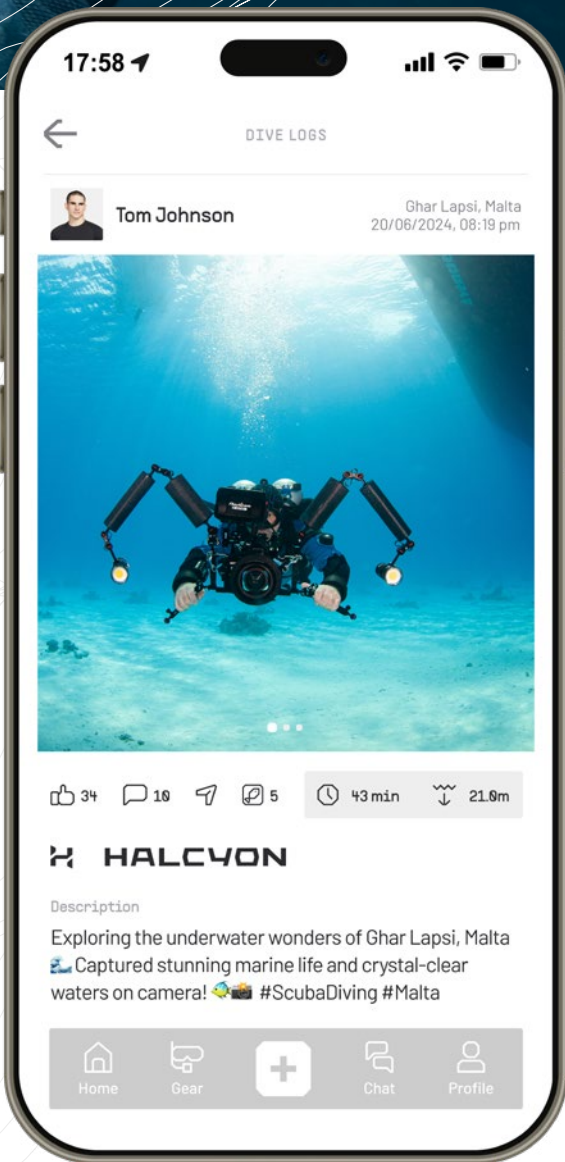 17:58
DIVE LOGS
Tom Johnson
Ghar Lapsi, Malta
20/06/2024, 08:19 pm
34
10
5
43 min
21.0m
HALCYON
Description
Exploring the underwater wonders of Ghar Lapsi, Malta
🌊 Captured stunning marine life and crystal-clear
waters on camera! 🐠📸 #ScubaDiving #Malta
Home
Gear
Chat
Profile